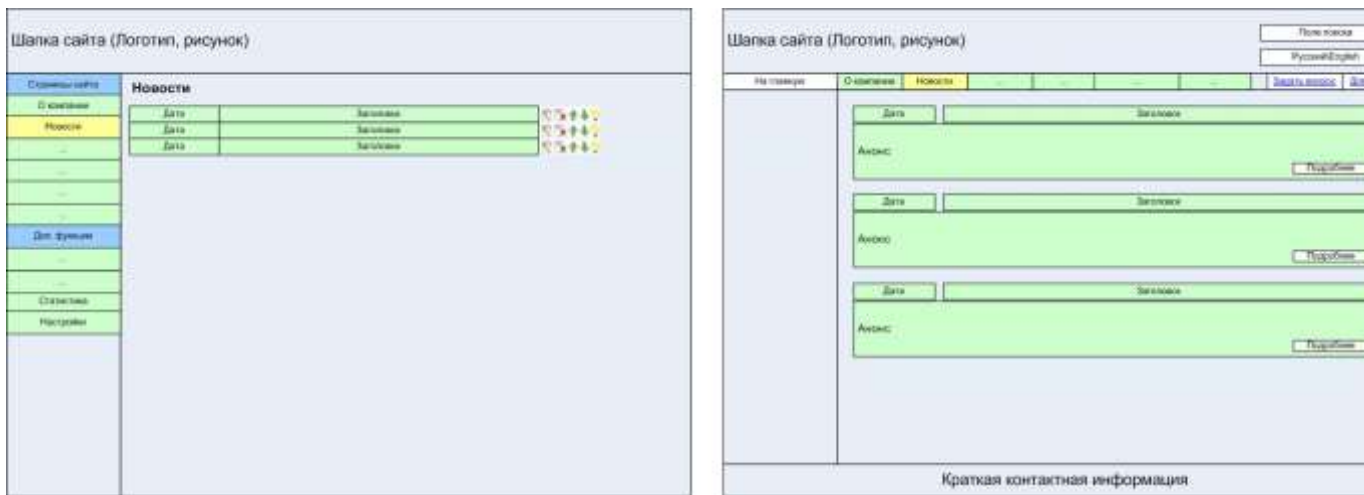 Шапка сайта (Логотип, рисунок)
Страницы сайта
О компании
Новости
...
...
...
...
Доп. функции
...
...
Статистика
Настройки
Новости
Дата Заголовок
Дата Заголовок
Дата Заголовок
Шапка сайта (Логотип, рисунок)
Поле поиска
Русский\English
На главную О компании Новости ... ... ... ... Задать вопрос
Дата Заголовок
Анонс
Подробнее
Дата Заголовок
Анонс
Подробнее
Дата Заголовок
Анонс
Подробнее
Краткая контактная информация